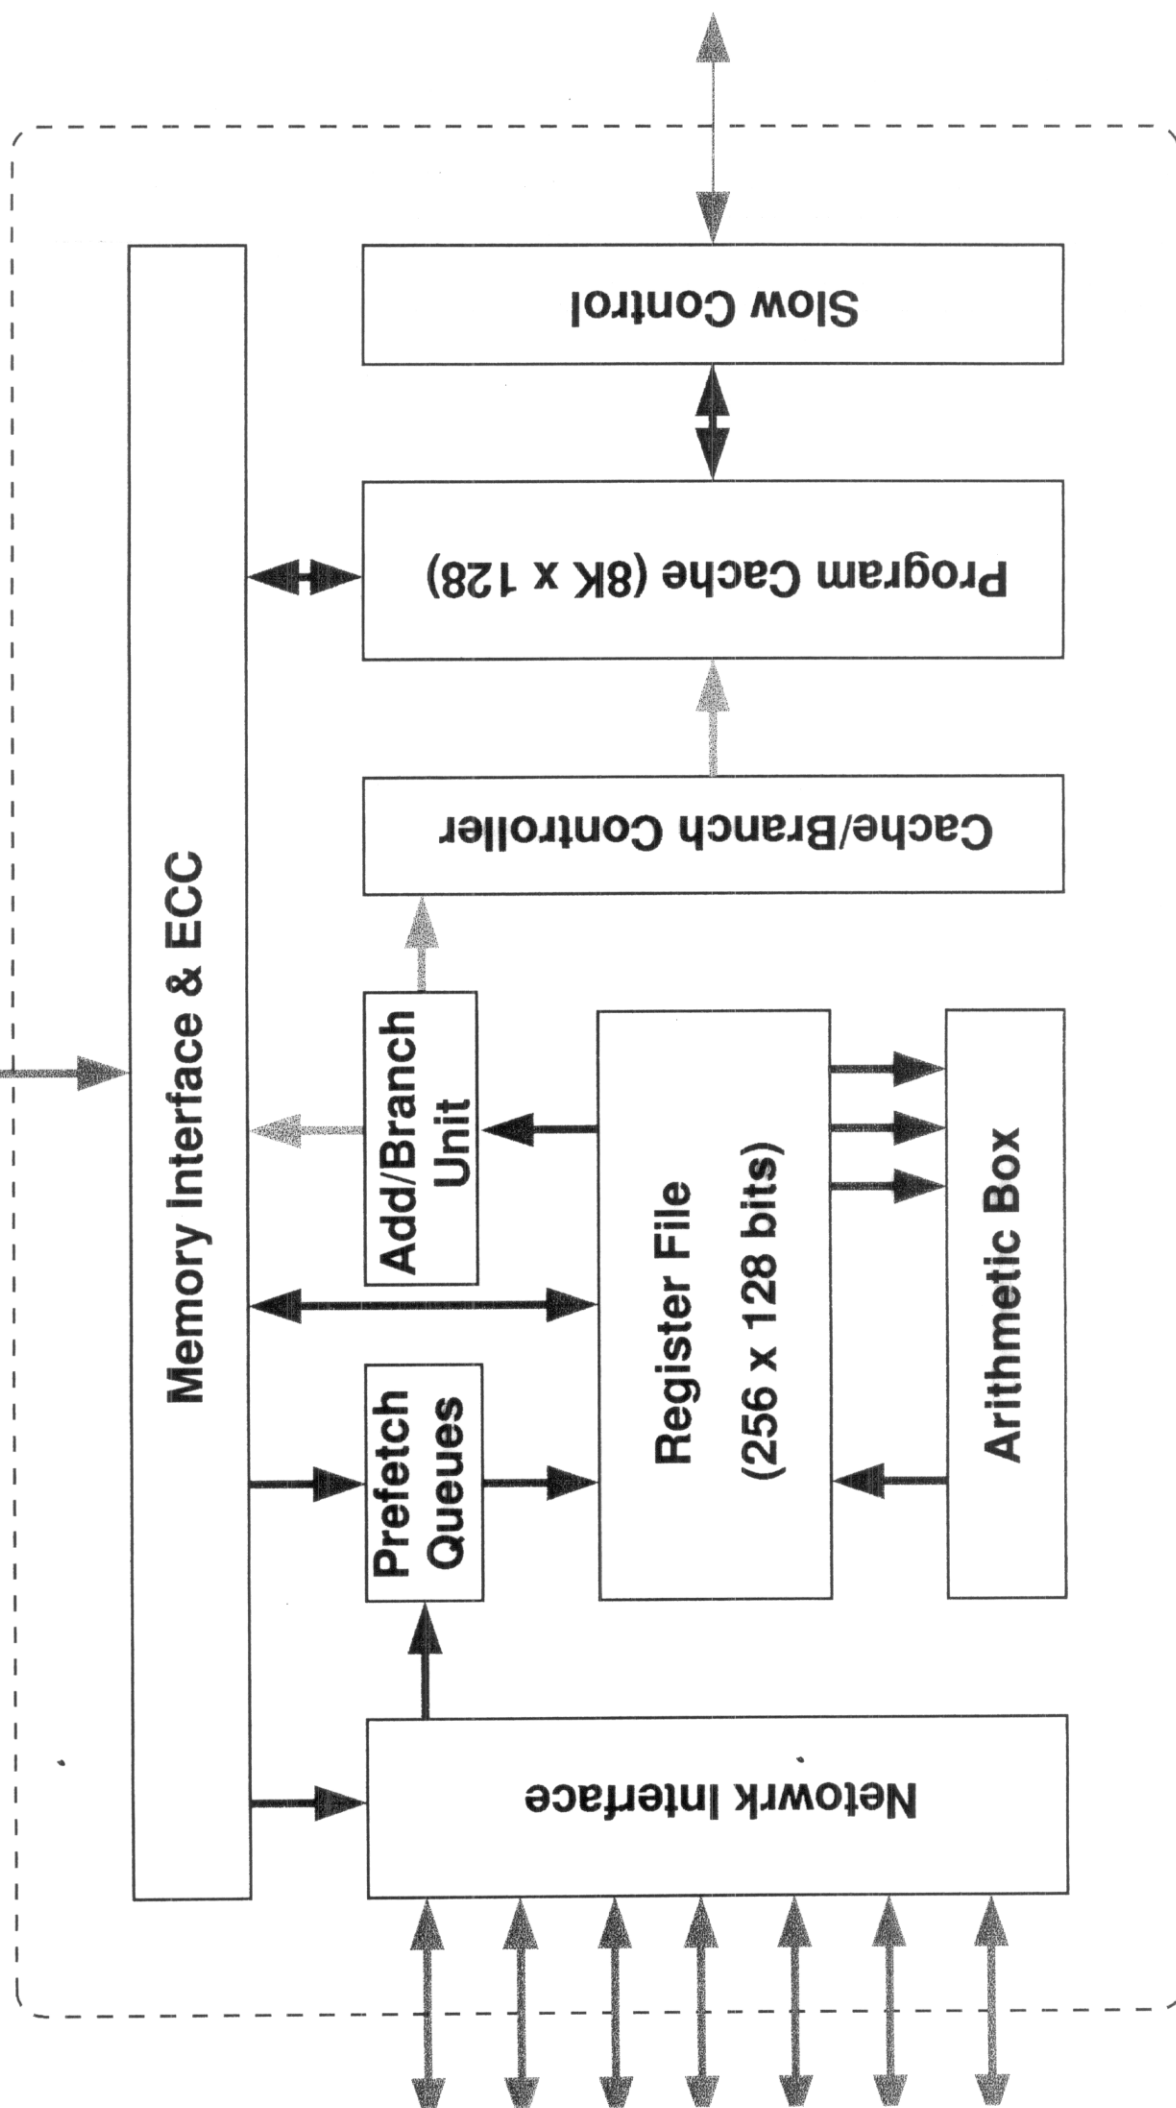 Memory Interface & ECC
Netowrk Interface
Prefetch
Queues
Add/Branch
Unit
Register File
(256 x 128 bits)
Arithmetic Box
Cache/Branch Controller
Program Cache (8K x 128)
Slow Control